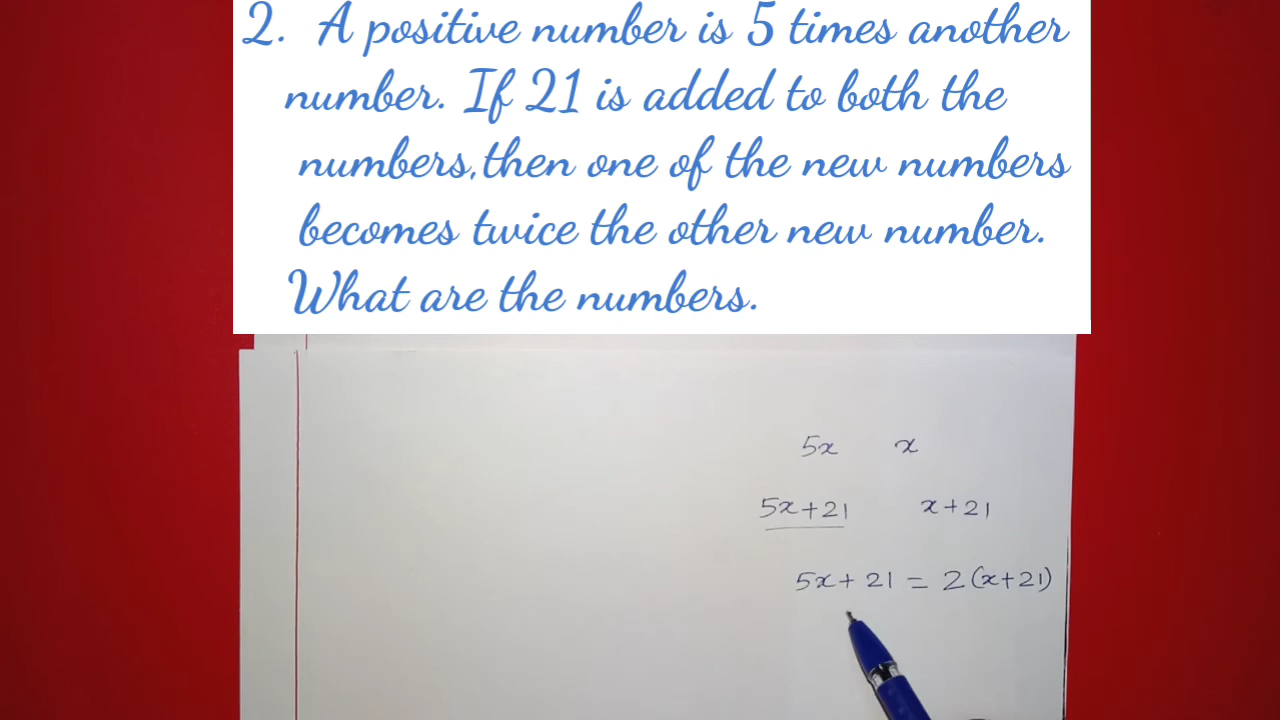 2. A positive number is 5 times another
number. If 21 is added to both the
numbers,then one of the new numbers
becomes twice the other new number.
What are the numbers.
5x x
5x+21 x+21
5x+21 = 2(x+21)